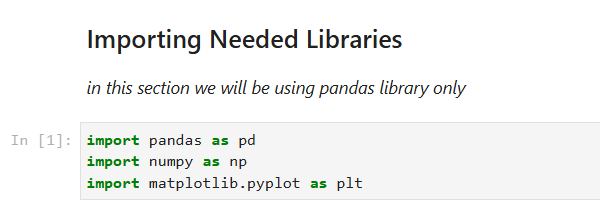 Importing Needed Libraries
in this section we will be using pandas library only
In [1]: import pandas as pd
import numpy as np
import matplotlib.pyplot as plt